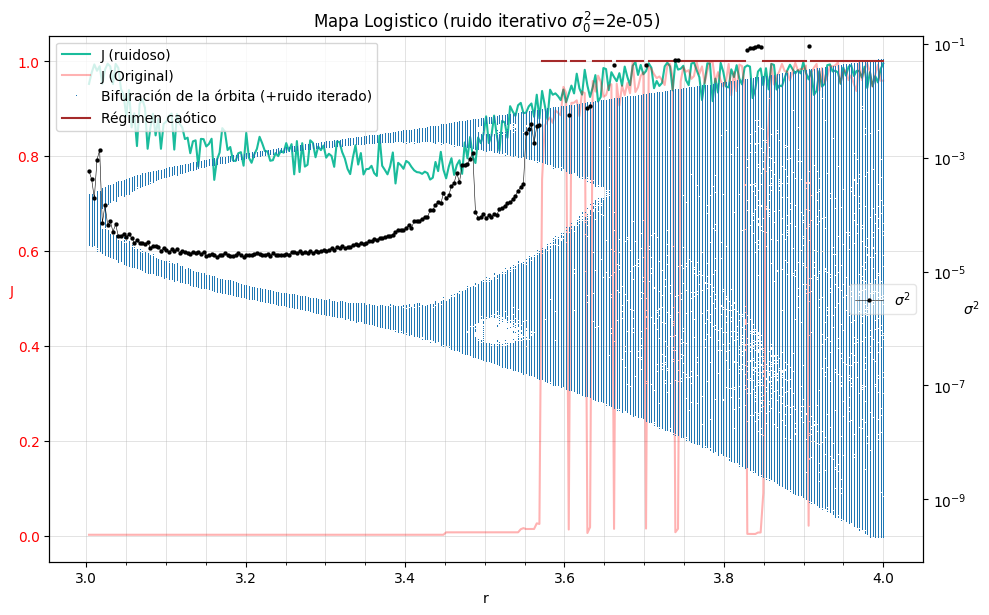 Mapa Logistico (ruido iterativo $\sigma_0^2$=2e-05)
J (ruidoso)
J (Original)
Bifuración de la órbita (+ruido iterado)
Régimen caótico
1.0
0.8
0.6
0.4
0.2
0.0
J
10⁻¹
10⁻³
10⁻⁵
10⁻⁷
10⁻⁹
σ²
σ²
3.0 3.2 3.4 3.6 3.8 4.0
r